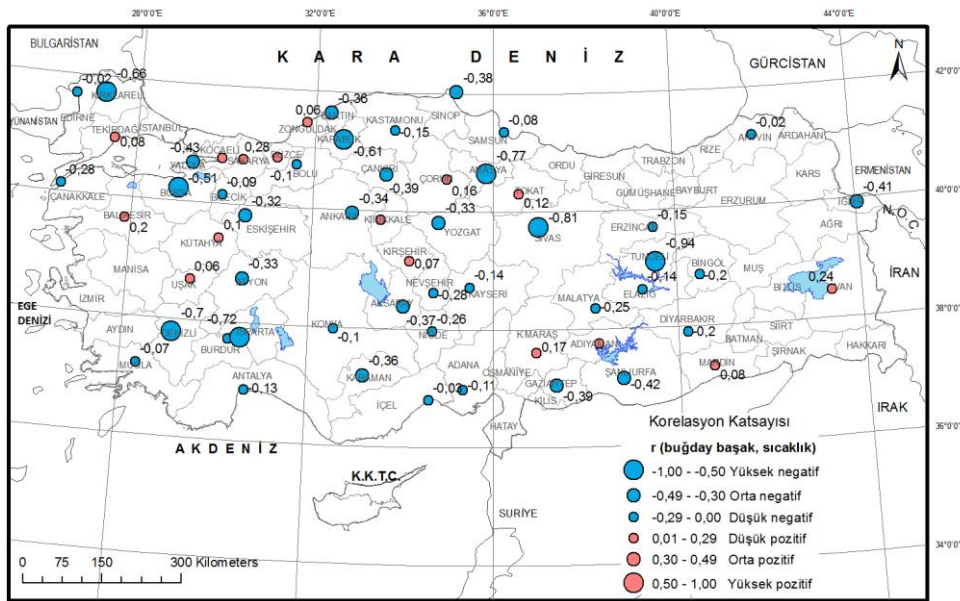 28°0'0"E 32°0'0"E 36°0'0"E 40°0'0"E 44°0'0"E
BULGARİSTAN
K A R A D E N İ Z
GÜRCİSTAN
N
42°0'0"N
-0,02 -0,66
KIRKLARELİ
EDİRNE
YUNANİSTAN
TEKİRDAĞ
0,08
İSTANBUL
-0,38
0,06 -0,36
ZONGULDAK
BARTIN
KASTAMONU
SİNOP
-0,15
KARABÜK
-0,61
SAMSUN
-0,08
-0,02
ARTVİN
ARDAHAN
RİZE
TRABZON
ORDU
GİRESUN
KARS
ERMENİSTAN
-0,43
KOCAELİ
0,28
SAKARYA
DÜZCE
-0,1
BOLU
YALOVA
-0,51
BURSA
-0,09
BİLECİK
-0,28
ÇANAKKALE
ÇANKIRI
-0,39
ÇORUM
0,16
AMASYA
-0,77
TOKAT
0,12
GÜMÜŞHANE
BAYBURT
ERZURUM
-0,41
IĞDIR
AĞRI
N.Ö.C.
40°0'0"N
BALIKESİR
0,2
-0,32
ESKİŞEHİR
KÜTAHYA
0,1
ANKARA
-0,34
KIRIKKALE
-0,33
YOZGAT
-0,81
SİVAS
ERZİNCAN
-0,15
-0,94
TUNCELİ
-0,14
ELAZIĞ
BİNGÖL
-0,2
MUŞ
BİTLİS
0,24
VAN
İRAN
MANİSA
UŞAK
0,06
-0,33
AFYON
KIRŞEHİR
0,07
NEVŞEHİR
-0,28
-0,14
KAYSERİ
MALATYA
-0,25
İZMİR
EGE
DENİZİ
AYDIN
-0,7
DENİZLİ
-0,72
ISPARTA
BURDUR
KONYA
-0,1
AKSARAY
-0,37
-0,26
NİĞDE
K.MARAŞ
0,17
ADIYAMAN
DİYARBAKIR
-0,2
BATMAN
SİİRT
ŞIRNAK
HAKKARİ
38°0'0"N
-0,07
MUĞLA
ANTALYA
-0,13
-0,36
KARAMAN
İÇEL
-0,03
-0,11
ADANA
OSMANİYE
GAZİANTEP
-0,39
KİLİS
ŞANLIURFA
-0,42
MARDİN
0,08
HATAY
IRAK
36°0'0"N
AKDENİZ
K.K.T.C.
SURİYE
34°0'0"N
Korelasyon Katsayısı
r (buğday başak, sıcaklık)
-1,00 - -0,50 Yüksek negatif
-0,49 - -0,30 Orta negatif
-0,29 - 0,00 Düşük negatif
0,01 - 0,29 Düşük pozitif
0,30 - 0,49 Orta pozitif
0,50 - 1,00 Yüksek pozitif
0 75 150 300 Kilometers